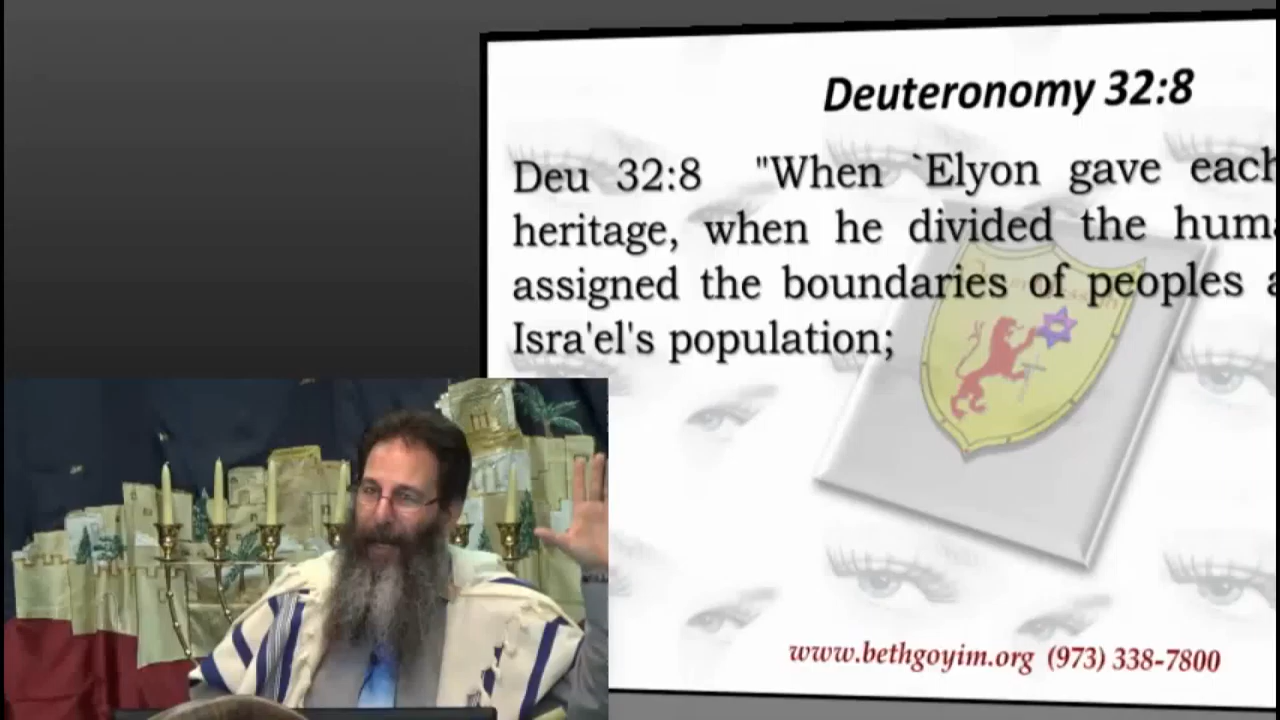 Deuteronomy 32:8
Deu 32:8 "When `Elyon gave each
heritage, when he divided the
assigned the boundaries of peoples
Isra'el's population;
www.bethgoyim.org (973) 338-7800